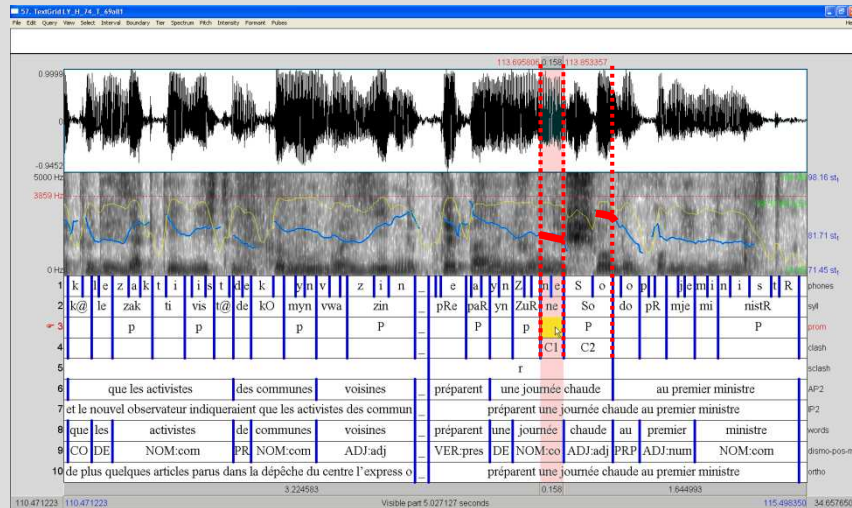 57. TextGrid LY_H_74_T_69alt1
File Edit Query View Select Interval Boundary Tier Spectrum Pitch Intensity Formant Pulses He
113.695806 0.158 113.853357
0.9999
0
-0.9452
5000 Hz 98.16 st
3859 Hz
81.71 st
0 Hz 71.45 st
1 k l e z a k t i i s t d e k y n v z i n _ e a y n Z n e S o o p j e m i n i s t R phones
2 k@ le zak ti vis t@ de kO myn vwa zin _ pRe paR yn ZuR ne So do pR mje mi nistR syll
3 p p p P P p P P prom
4 C1 C2 clash
5 r sclash
6 que les activistes des communes voisines _ préparent une journée chaude au premier ministre AP2
7 et le nouvel observateur indiqueraient que les activistes des commun préparent une journée chaude au premier ministre IP2
8 que les activistes de communes voisines _ préparent une journée chaude au premier ministre words
9 CO DE NOM:com PR NOM:com ADJ:adj _ VER:pres DE NOM:co ADJ:adj PRP ADJ:num NOM:com dismo-pos-m
10 de plus quelques articles parus dans la dépêche du centre l'express o préparent une journée chaude au premier ministre ortho
3.224583 0.158 1.644993
110.471223 110.471223 Visible part 5.027127 seconds 115.498350 34.657650